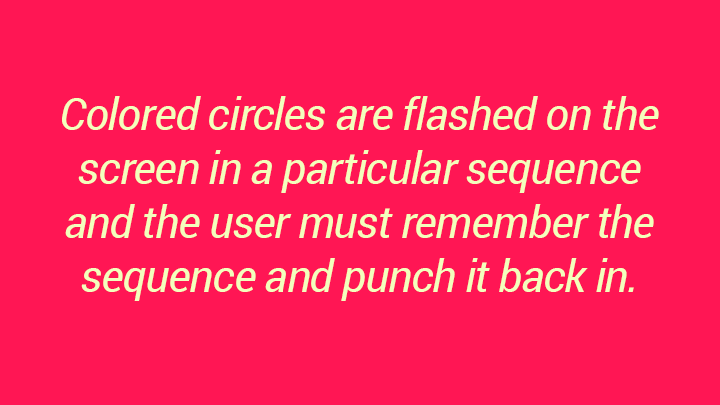 Colored circles are flashed on the
screen in a particular sequence
and the user must remember the
sequence and punch it back in.